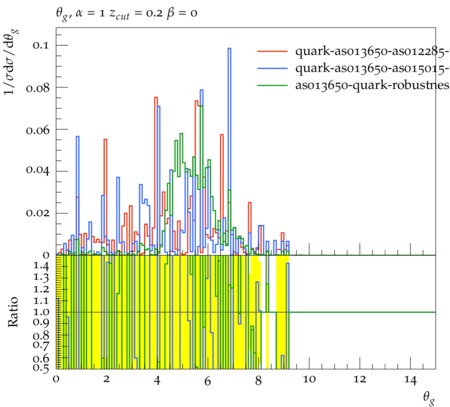 θg, α = 1 zcut = 0.2 β = 0
1/σdσ/dθg
0.1
0.08
0.06
0.04
0.02
0
quark-as013650-as012285-
quark-as013650-as015015-
as013650-quark-robustnes
Ratio
1.4
1.3
1.2
1.1
1.0
0.9
0.8
0.7
0.6
0.5
0 2 4 6 8 10 12 14
θg